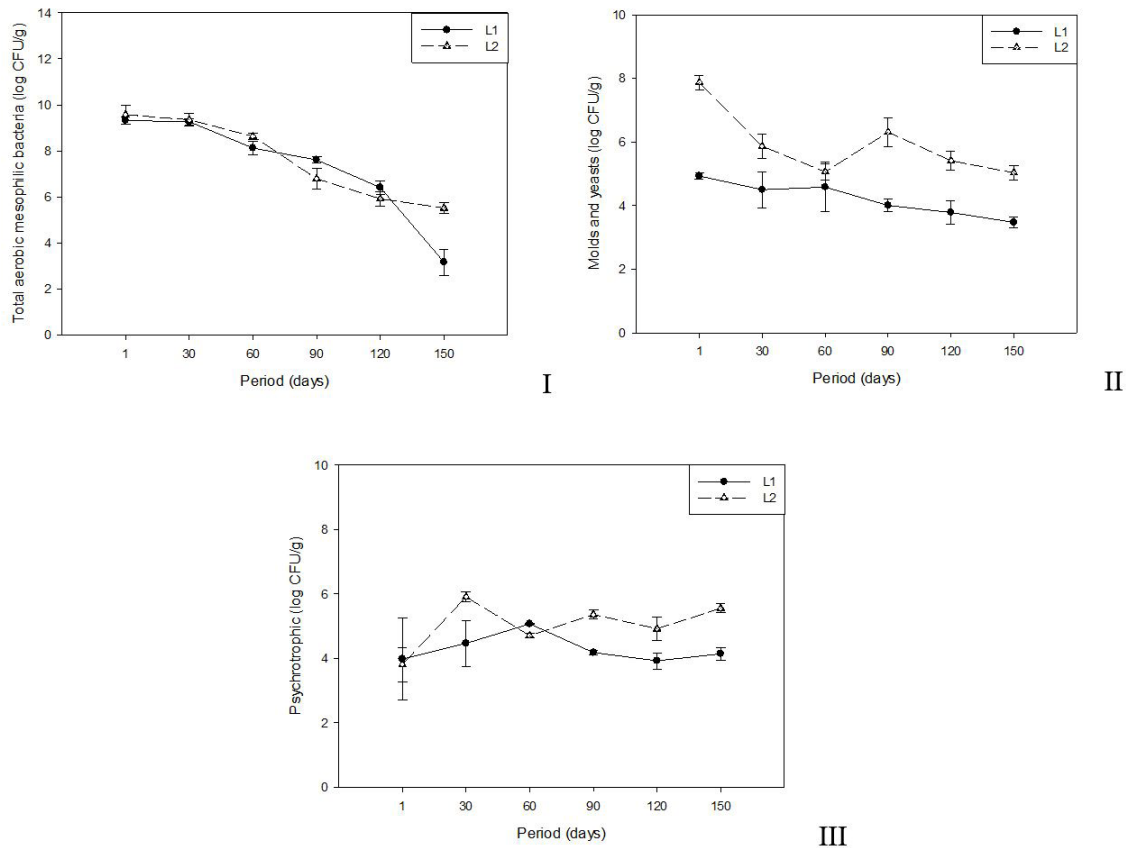 Total aerobic mesophilic bacteria (log CFU/g)
14
12
10
8
6
4
2
0
L1
L2
1 30 60 90 120 150
Period (days)
I
Molds and yeasts (log CFU/g)
10
8
6
4
2
0
L1
L2
1 30 60 90 120 150
Period (days)
II
Psychrotrophic (log CFU/g)
10
8
6
4
2
0
L1
L2
1 30 60 90 120 150
Period (days)
III